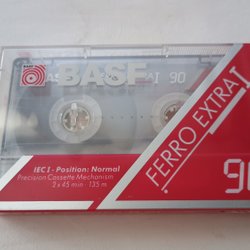 BASF
90
IEC I - Position: Normal
Precision Cassette Mechanism
2 x 45 min · 135 m
FERRO EXTRA I
90